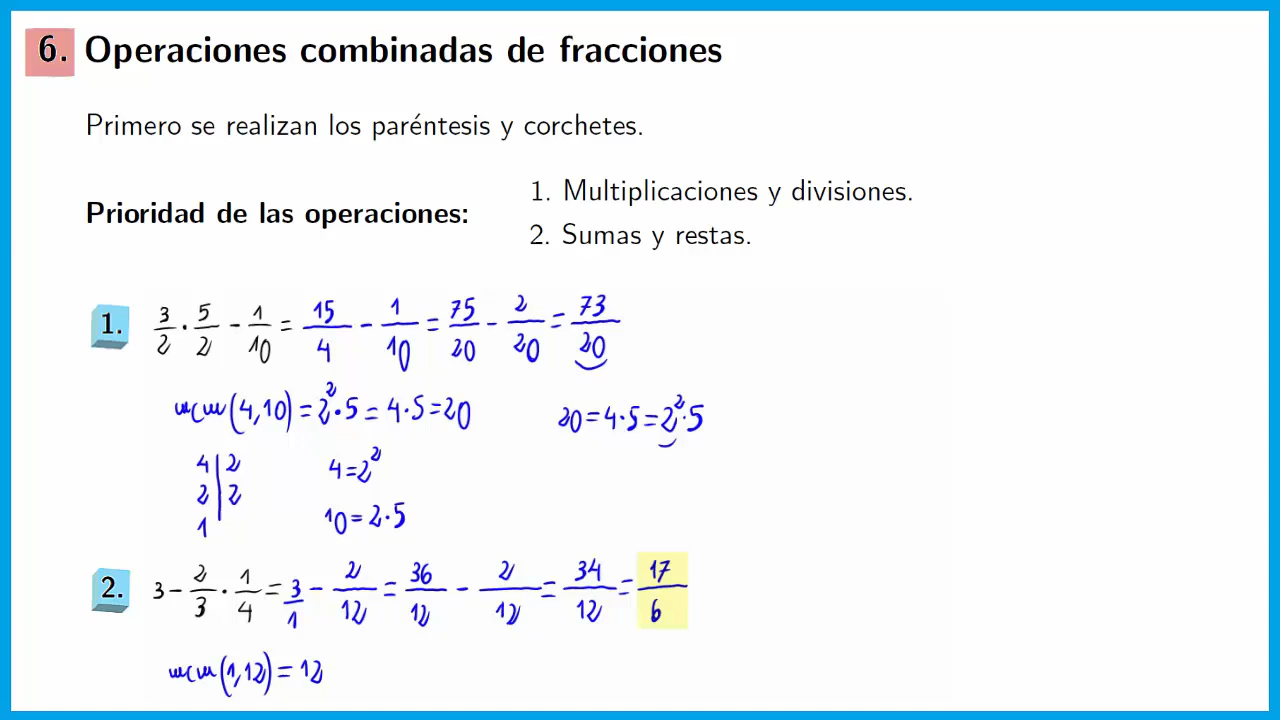 6. Operaciones combinadas de fracciones
Primero se realizan los paréntesis y corchetes.
Prioridad de las operaciones:
1. Multiplicaciones y divisiones.
2. Sumas y restas.
1. 3/2 · 5/2 − 1/10 = 15/4 − 1/10 = 75/20 − 2/20 = 73/20
mcm(4,10) = 2²·5 = 4·5 = 20
20 = 4·5 = 2²·5
4 | 2
2 | 2
1
4 = 2²
10 = 2·5
2. 3 − 2/3 · 1/4 = 3/1 − 2/12 = 36/12 − 2/12 = 34/12 = 17/6
mcm(1,12) = 12